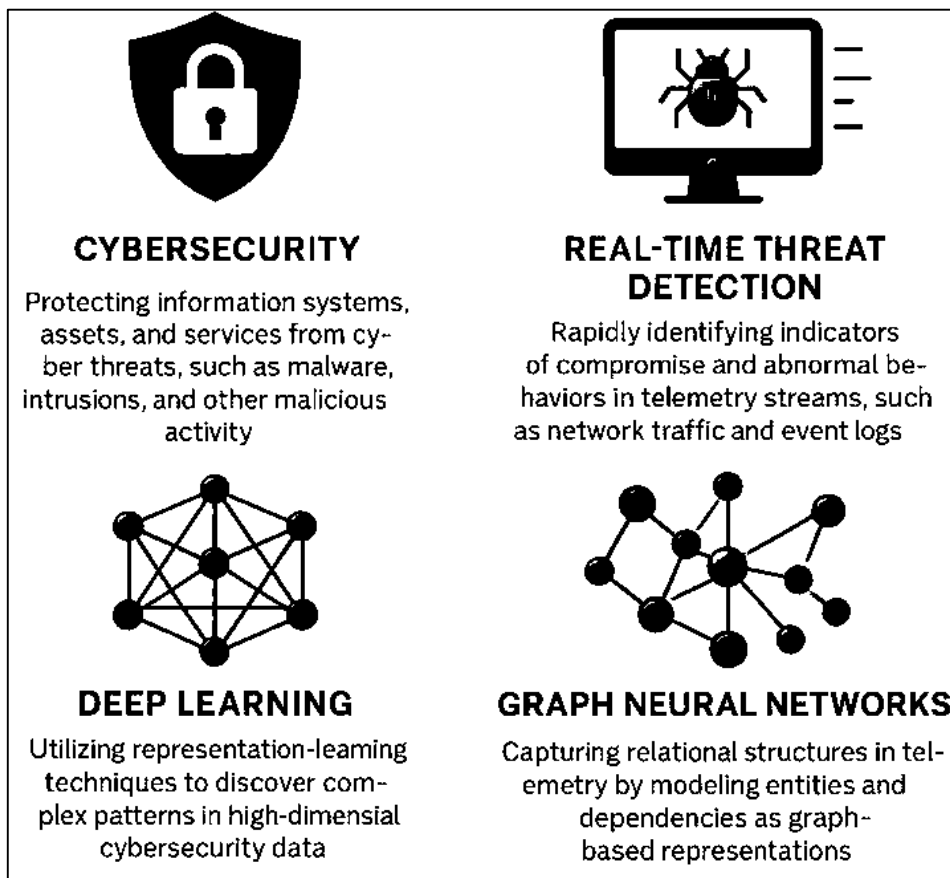 CYBERSECURITY
Protecting information systems,
assets, and services from cy-
ber threats, such as malware,
intrusions, and other malicious
activity
REAL-TIME THREAT
DETECTION
Rapidly identifying indicators
of compromise and abnormal be-
haviors in telemetry streams, such
as network traffic and event logs
DEEP LEARNING
Utilizing representation-leaming
techniques to discover com-
plex patterns in high-dimensial
cybersecurity data
GRAPH NEURAL NETWORKS
Capturing relational structures in tel-
emetry by modeling entities and
dependencies as graph-
based representations